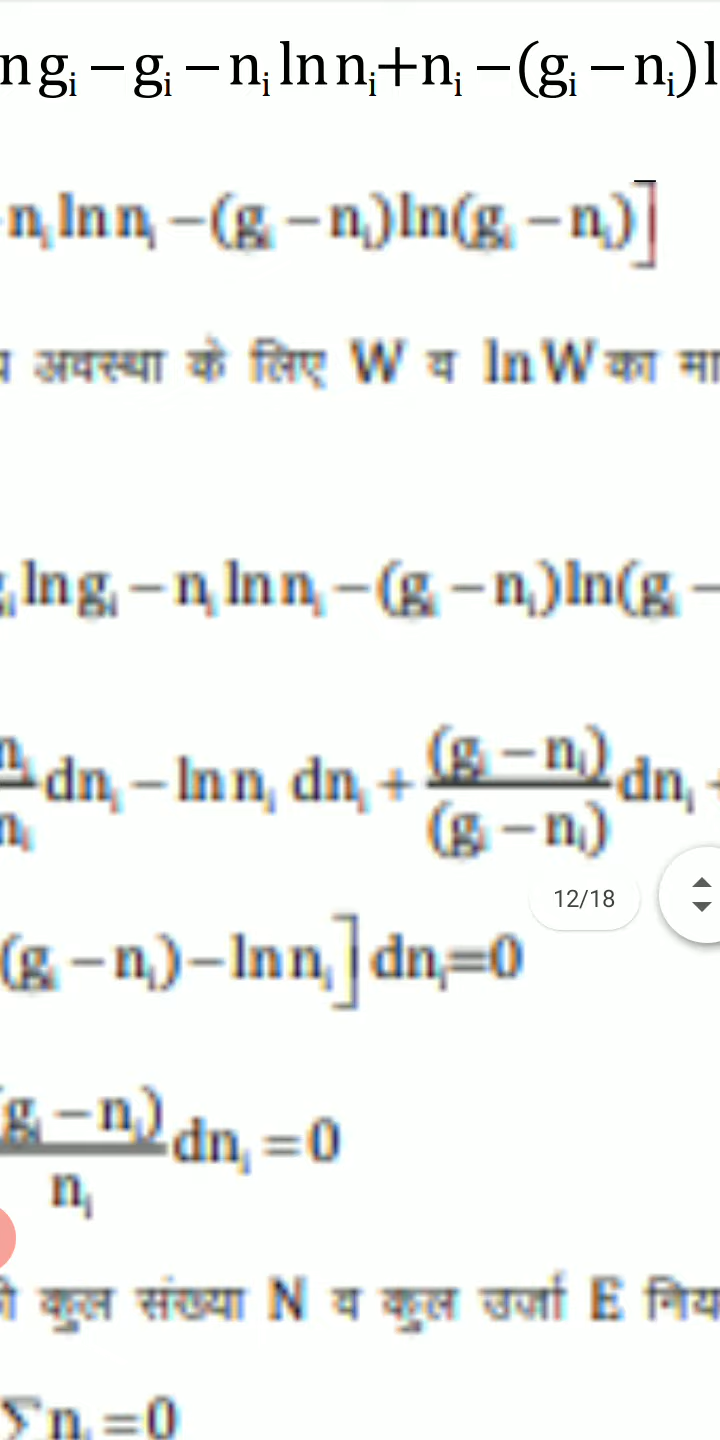 n gᵢ − gᵢ − nᵢ ln nᵢ + nᵢ − (gᵢ − nᵢ) l
nᵢ ln nᵢ − (gᵢ − nᵢ) ln(gᵢ − nᵢ)]
अवस्था के लिए W व ln W का मा
ln gᵢ − nᵢ ln nᵢ − (gᵢ − nᵢ) ln(gᵢ −
nᵢ/nᵢ dnᵢ − ln nᵢ dnᵢ + (gᵢ − nᵢ)/(gᵢ − nᵢ) dnᵢ +
12/18
(gᵢ − nᵢ) − ln nᵢ] dnᵢ = 0
(gᵢ − nᵢ)/nᵢ dnᵢ = 0
कुल संख्या N व कुल उर्जा E निय
∑ nᵢ = 0